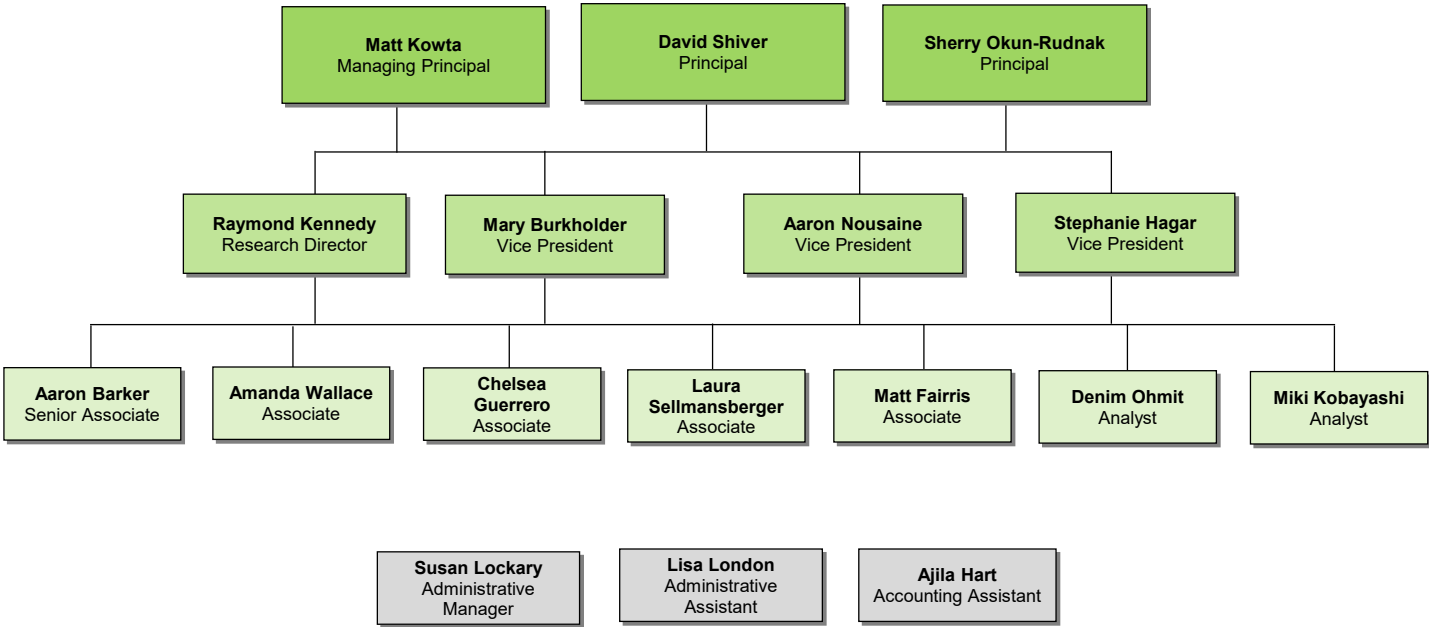 Matt Kowta
Managing Principal
David Shiver
Principal
Sherry Okun-Rudnak
Principal
Raymond Kennedy
Research Director
Mary Burkholder
Vice President
Aaron Nousaine
Vice President
Stephanie Hagar
Vice President
Aaron Barker
Senior Associate
Amanda Wallace
Associate
Chelsea
Guerrero
Associate
Laura
Sellmansberger
Associate
Matt Fairris
Associate
Denim Ohmit
Analyst
Miki Kobayashi
Analyst
Susan Lockary
Administrative
Manager
Lisa London
Administrative
Assistant
Ajila Hart
Accounting Assistant